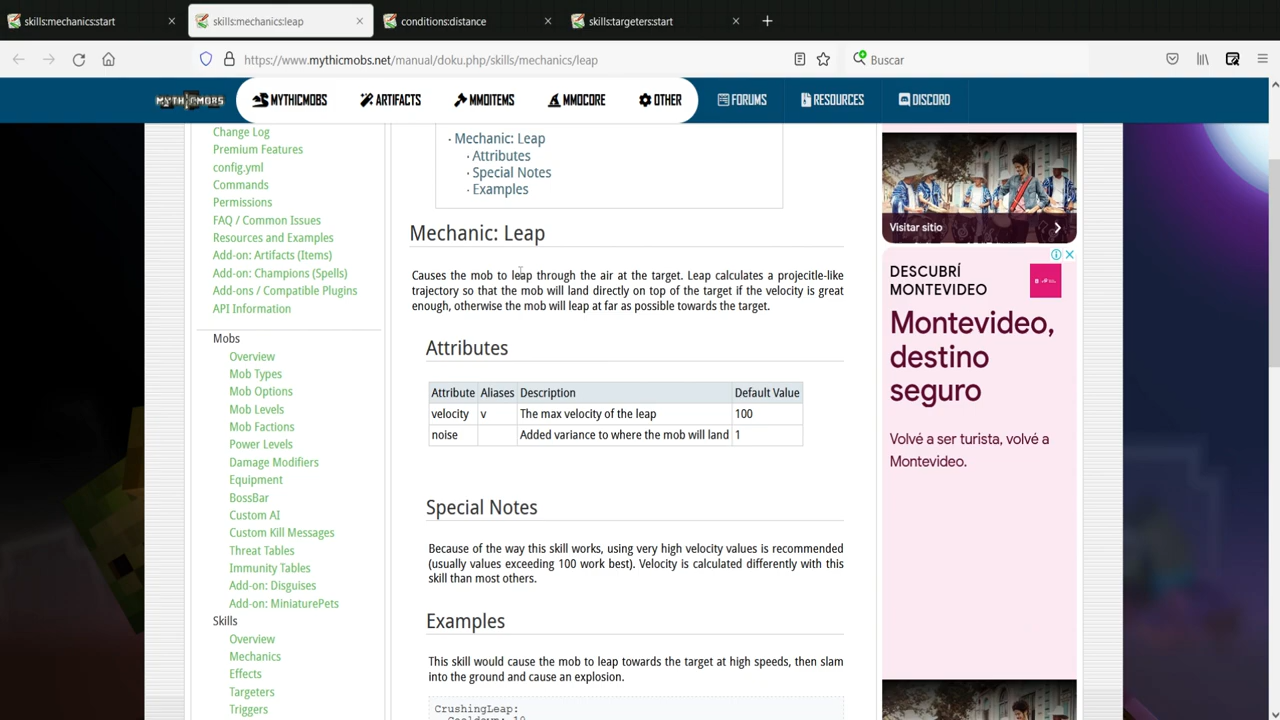 skills:mechanics:start
skills:mechanics:leap
conditions:distance
skills:targeters:start
https://www.mythicmobs.net/manual/doku.php/skills/mechanics/leap
Buscar
MYTHICMOBS
MYTHICMOBS
ARTIFACTS
MMOITEMS
MMOCORE
OTHER
FORUMS
RESOURCES
DISCORD
Change Log
Premium Features
config.yml
Commands
Permissions
FAQ / Common Issues
Resources and Examples
Add-on: Artifacts (Items)
Add-on: Champions (Spells)
Add-ons / Compatible Plugins
API Information
Mobs
Overview
Mob Types
Mob Options
Mob Levels
Mob Factions
Power Levels
Damage Modifiers
Equipment
BossBar
Custom AI
Custom Kill Messages
Threat Tables
Immunity Tables
Add-on: Disguises
Add-on: MiniaturePets
Skills
Overview
Mechanics
Effects
Targeters
Triggers
· Mechanic: Leap
· Attributes
· Special Notes
· Examples
Mechanic: Leap
Causes the mob to leap through the air at the target. Leap calculates a projecitle-like
trajectory so that the mob will land directly on top of the target if the velocity is great
enough, otherwise the mob will leap at far as possible towards the target.
Attributes
Attribute Aliases Description Default Value
velocity v The max velocity of the leap 100
noise Added variance to where the mob will land 1
Special Notes
Because of the way this skill works, using very high velocity values is recommended
(usually values exceeding 100 work best). Velocity is calculated differently with this
skill than most others.
Examples
This skill would cause the mob to leap towards the target at high speeds, then slam
into the ground and cause an explosion.
CrushingLeap:
Cooldown: 10
Visitar sitio
DESCUBRÍ
MONTEVIDEO
Montevideo,
destino
seguro
Volvé a ser turista, volvé a
Montevideo.